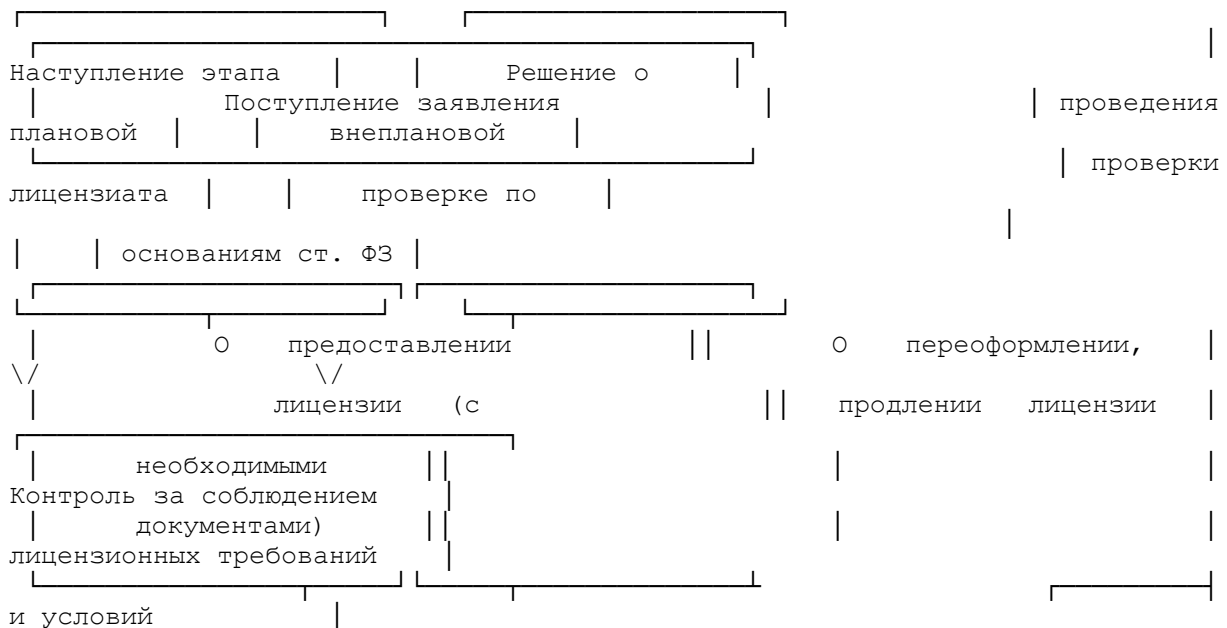 Наступление этапа Решение о
Поступление заявления проведения
плановой внеплановой
проверки
лицензиата проверке по
основаниям ст. ФЗ
О предоставлении О переоформлении,
\/ \/
лицензии (с продлении лицензии
необходимыми
Контроль за соблюдением
документами)
лицензионных требований
и условий